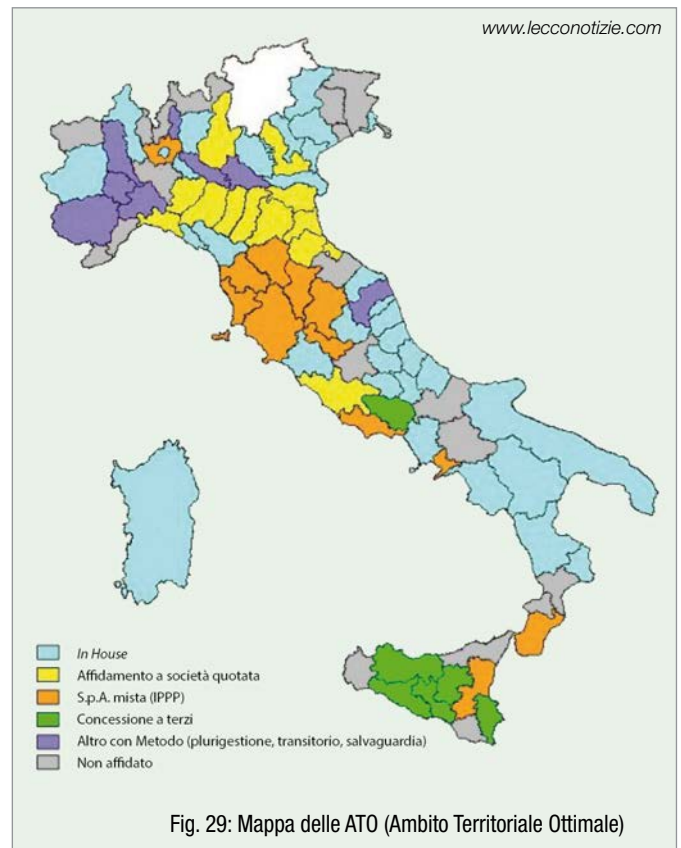 www.lecconotizie.com
In House
Affidamento a società quotata
S.p.A. mista (IPPP)
Concessione a terzi
Altro con Metodo (plurigestione, transitorio, salvaguardia)
Non affidato
Fig. 29: Mappa delle ATO (Ambito Territoriale Ottimale)